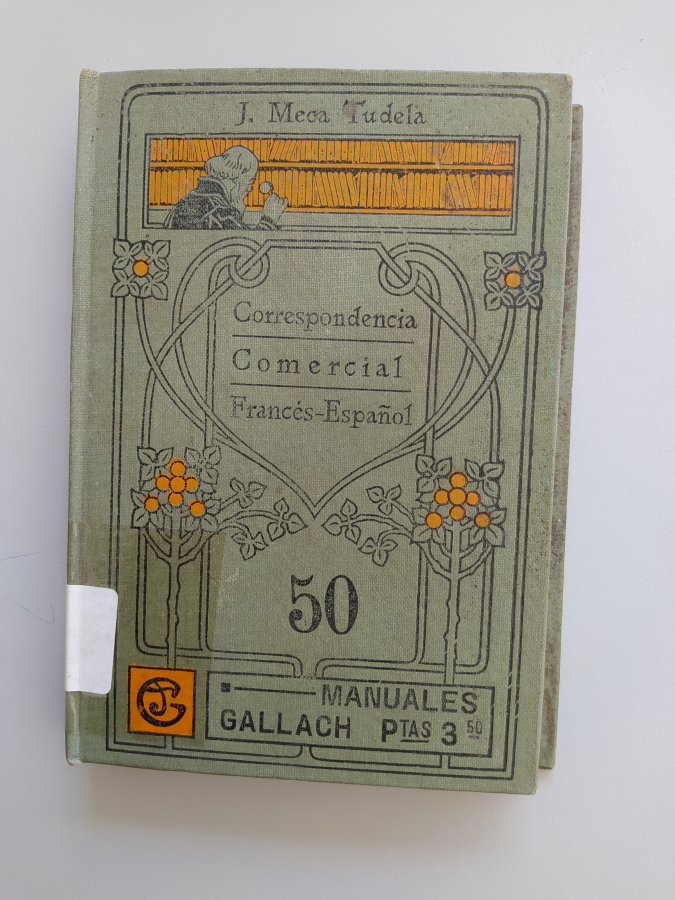 J. Meca Tudela
Correspondencia
Comercial
Francés-Español
50
MANUALES
GALLACH PTAS 3 50